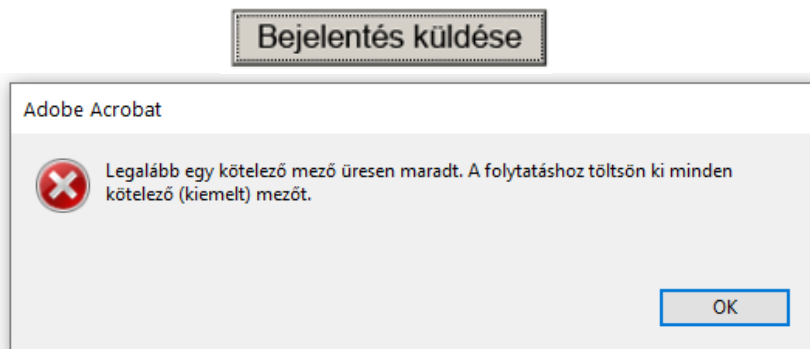 Bejelentés küldése
Adobe Acrobat
Legalább egy kötelező mező üresen maradt. A folytatáshoz töltsön ki minden
kötelező (kiemelt) mezőt.
OK